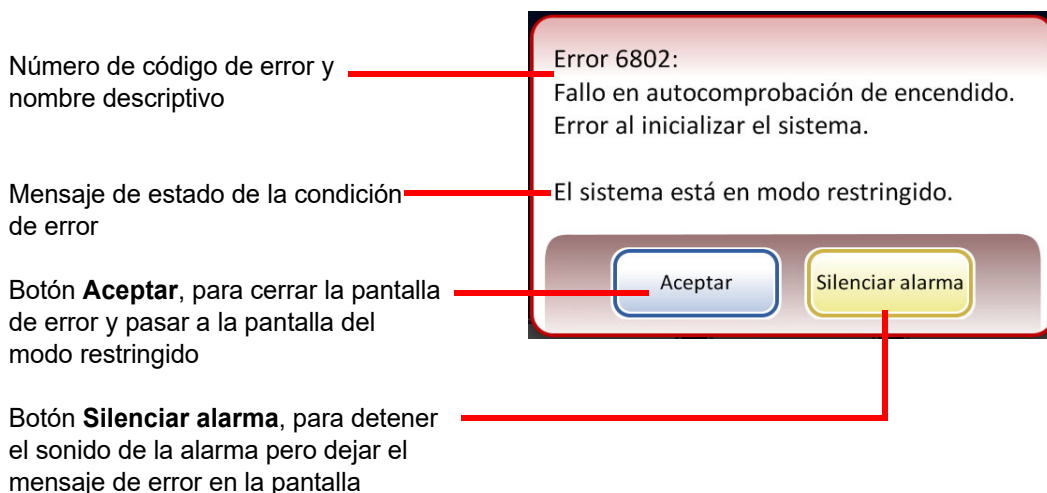 Número de código de error y
nombre descriptivo
Mensaje de estado de la condición
de error
Botón Aceptar, para cerrar la pantalla
de error y pasar a la pantalla del
modo restringido
Botón Silenciar alarma, para detener
el sonido de la alarma pero dejar el
mensaje de error en la pantalla
Error 6802:
Fallo en autocomprobación de encendido.
Error al inicializar el sistema.
El sistema está en modo restringido.
Aceptar
Silenciar alarma